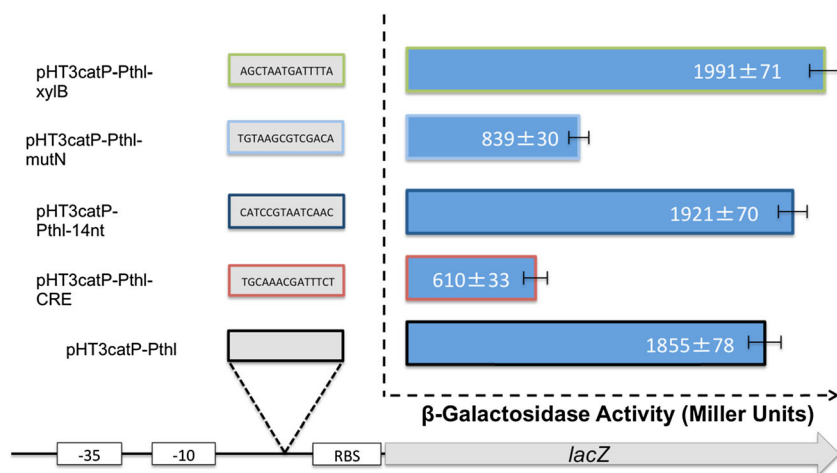 pHT3catP-Pthl-
xylB
AGCTAATGATTTTA
1991±71
pHT3catP-Pthl-
mutN
TGTAAGCGTCGACA
839±30
pHT3catP-
Pthl-14nt
CATCCGTAATCAAC
1921±70
pHT3catP-Pthl-
CRE
TGCAAACGATTTCT
610±33
pHT3catP-Pthl
1855±78
β-Galactosidase Activity (Miller Units)
-35
-10
RBS
lacZ